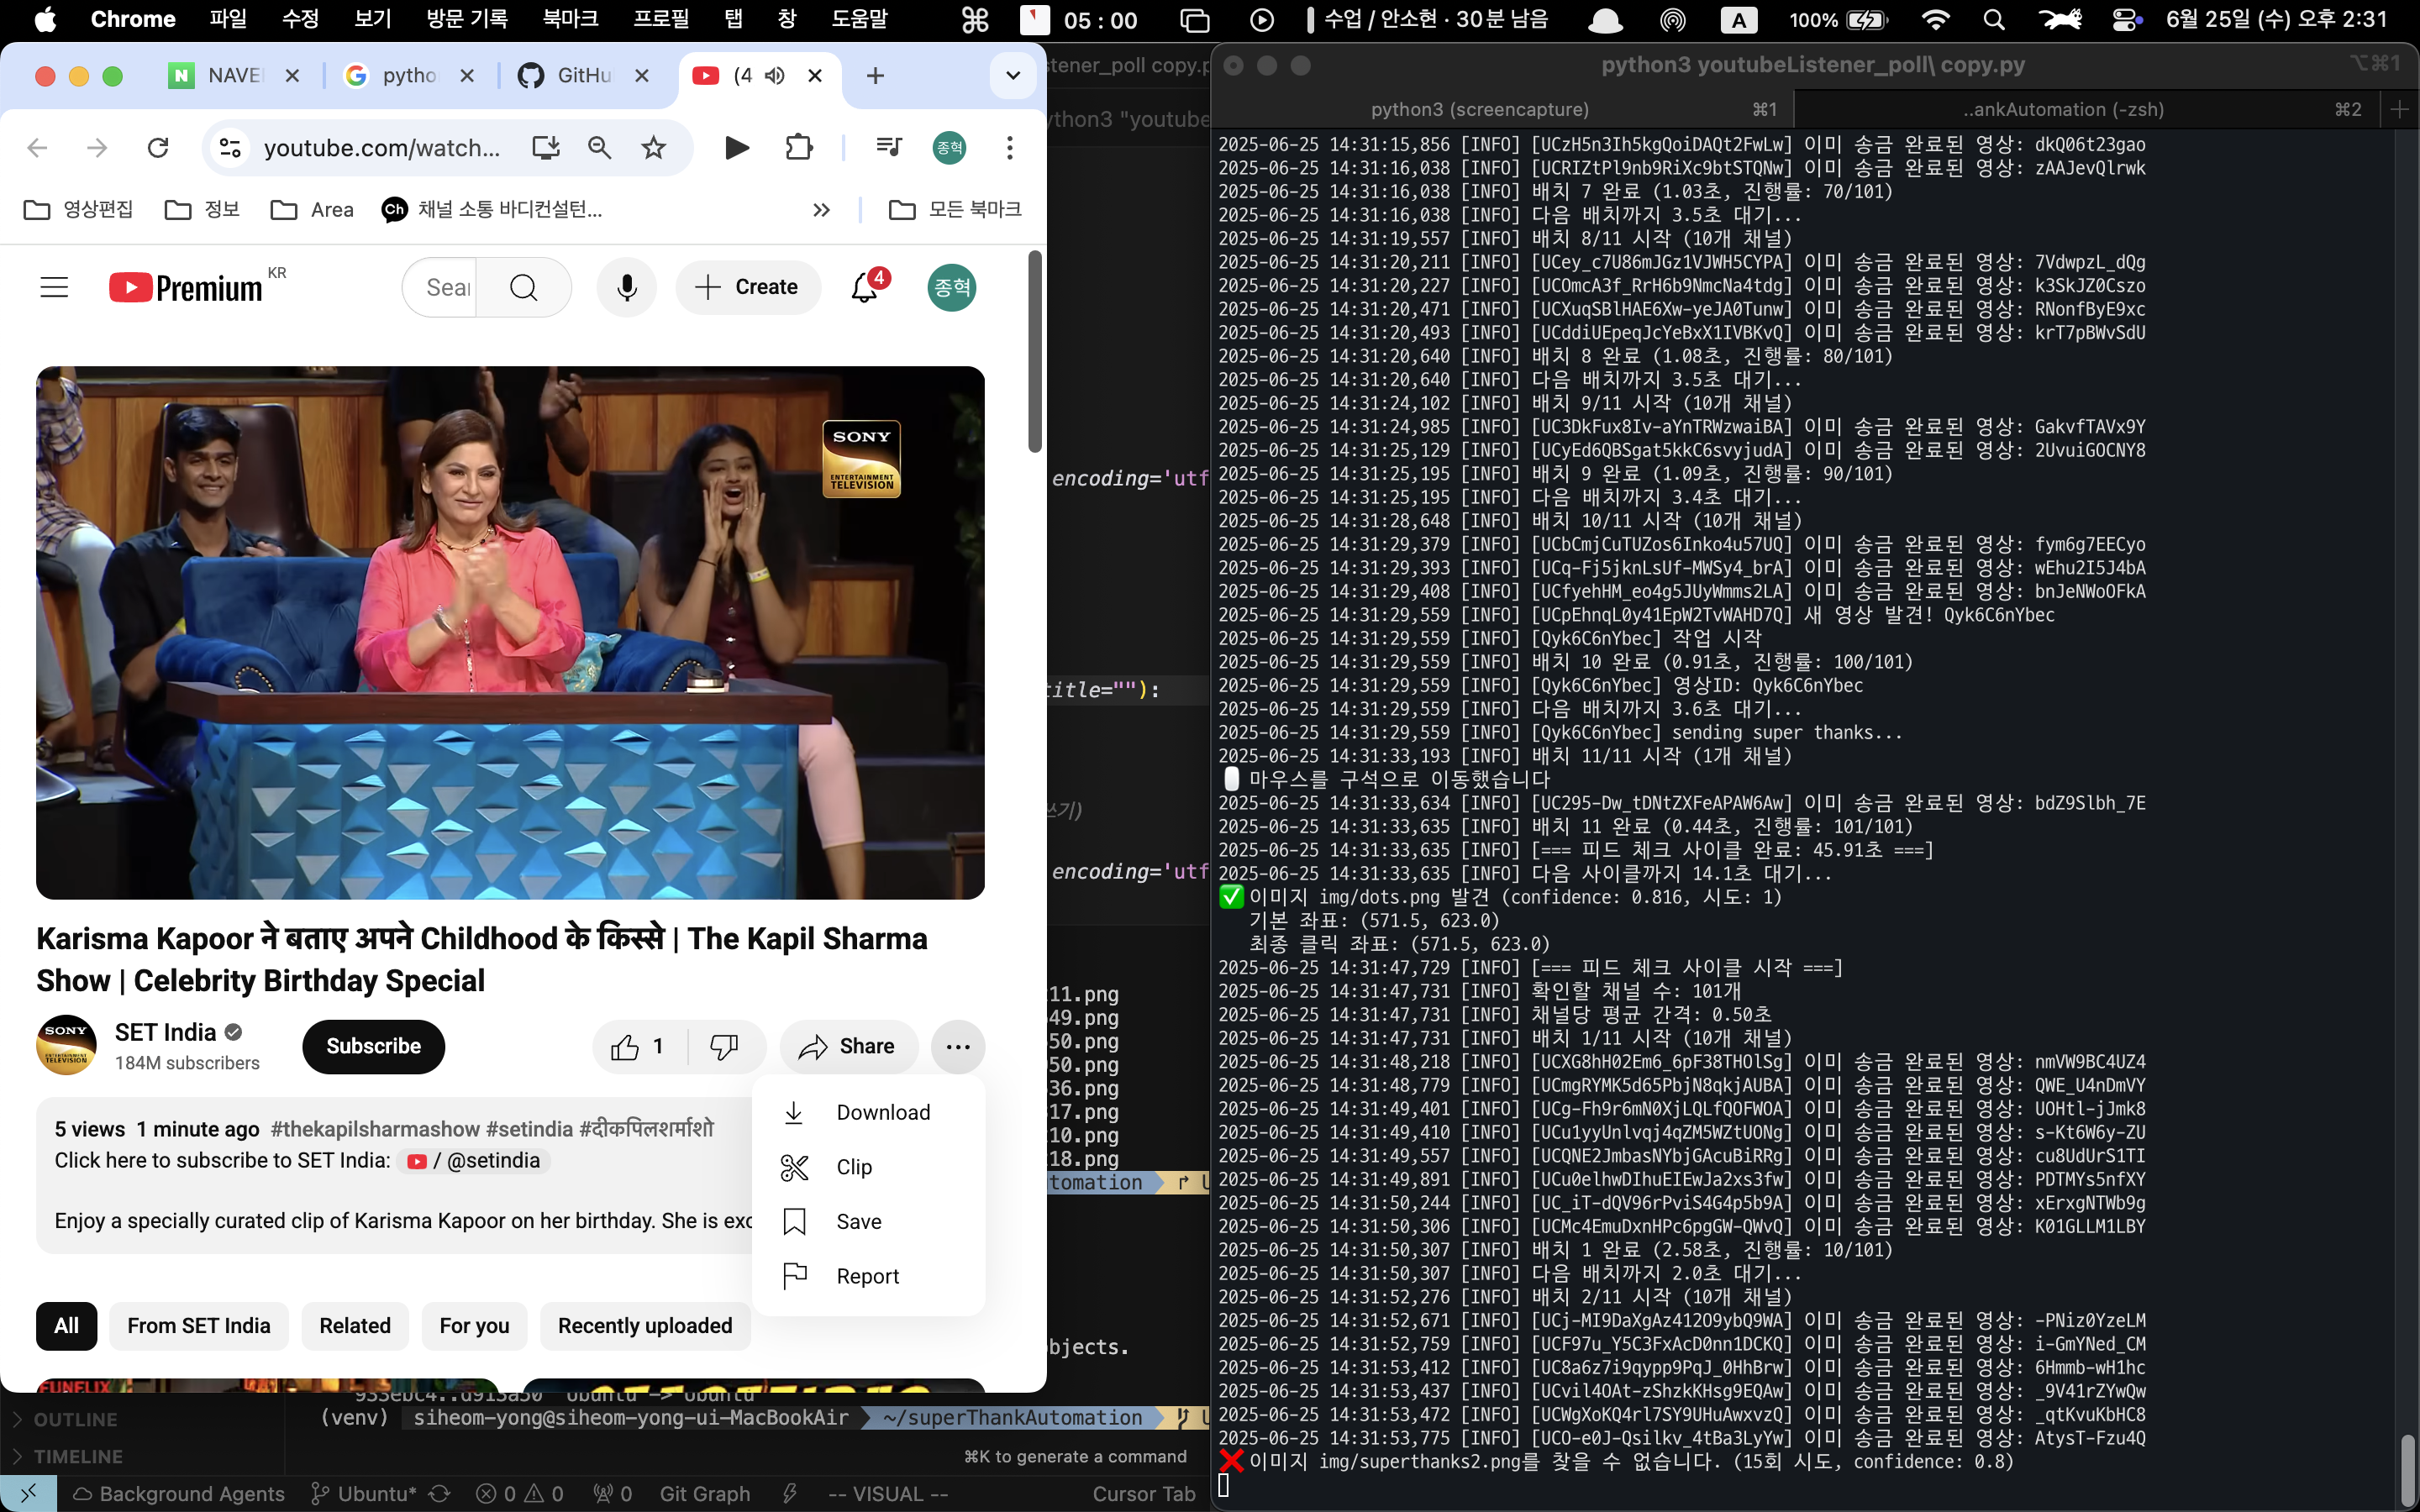 Chrome 파일 수정 보기 방문 기록 북마크 프로필 탭 창 도움말 05 : 00 수업 / 안소현 · 30분 남음 A 100% 6월 25일 (수) 오후 2:31
NAVE pytho GitHu (4
youtube.com/watch... 종혁
영상편집 정보 Area Ch 채널 소통 바디컨설턴... 모든 북마크
Premium KR Sear Create 4 종혁
SONY
ENTERTAINMENT
TELEVISION
Karisma Kapoor ने बताए अपने Childhood के किस्से | The Kapil Sharma
Show | Celebrity Birthday Special
SONY
SET India
184M subscribers
Subscribe
1
Share
Download
Clip
Save
Report
5 views 1 minute ago #thekapilsharmashow #setindia #दीकपिलशर्माशो
Click here to subscribe to SET India: / @setindia
Enjoy a specially curated clip of Karisma Kapoor on her birthday. She is exc
All From SET India Related For you Recently uploaded
FUNFLIX
stener_poll copy.p
ython3 "youtube
encoding='utf
title=""):
쓰기)
encoding='utf
11.png
49.png
50.png
50.png
36.png
17.png
10.png
18.png
tomation
bjects.
933ebc4..d913a50 Ubuntu -> Ubuntu
(venv) siheom-yong@siheom-yong-ui-MacBookAir ~/superThankAutomation
OUTLINE
TIMELINE
⌘K to generate a command
Background Agents Ubuntu* 0 0 0 Git Graph -- VISUAL -- Cursor Tab
python3 youtubeListener_poll\ copy.py ⌥⌘1
python3 (screencapture) ⌘1 ..ankAutomation (-zsh) ⌘2
2025-06-25 14:31:15,856 [INFO] [UCzH5n3Ih5kgQoiDAQt2FwLw] 이미 송금 완료된 영상: dkQ06t23gao
2025-06-25 14:31:16,038 [INFO] [UCRIZtPl9nb9RiXc9btSTQNw] 이미 송금 완료된 영상: zAAJevQlrwk
2025-06-25 14:31:16,038 [INFO] 배치 7 완료 (1.03초, 진행률: 70/101)
2025-06-25 14:31:16,038 [INFO] 다음 배치까지 3.5초 대기...
2025-06-25 14:31:19,557 [INFO] 배치 8/11 시작 (10개 채널)
2025-06-25 14:31:20,211 [INFO] [UCey_c7U86mJGz1VJWH5CYPA] 이미 송금 완료된 영상: 7VdwpzL_dQg
2025-06-25 14:31:20,227 [INFO] [UCOmcA3f_RrH6b9NmcNa4tdg] 이미 송금 완료된 영상: k3SkJZ0Cszo
2025-06-25 14:31:20,471 [INFO] [UCXuqSBlHAE6Xw-yeJA0Tunw] 이미 송금 완료된 영상: RNonfByE9xc
2025-06-25 14:31:20,493 [INFO] [UCddiUEpeqJcYeBxX1IVBKvQ] 이미 송금 완료된 영상: krT7pBWvSdU
2025-06-25 14:31:20,640 [INFO] 배치 8 완료 (1.08초, 진행률: 80/101)
2025-06-25 14:31:20,640 [INFO] 다음 배치까지 3.5초 대기...
2025-06-25 14:31:24,102 [INFO] 배치 9/11 시작 (10개 채널)
2025-06-25 14:31:24,985 [INFO] [UC3DkFux8Iv-aYnTRWzwaiBA] 이미 송금 완료된 영상: GakvfTAVx9Y
2025-06-25 14:31:25,129 [INFO] [UCyEd6QBSgat5kkC6svyjudA] 이미 송금 완료된 영상: 2UvuiGOCNY8
2025-06-25 14:31:25,195 [INFO] 배치 9 완료 (1.09초, 진행률: 90/101)
2025-06-25 14:31:25,195 [INFO] 다음 배치까지 3.4초 대기...
2025-06-25 14:31:28,648 [INFO] 배치 10/11 시작 (10개 채널)
2025-06-25 14:31:29,379 [INFO] [UCbCmjCuTUZos6Inko4u57UQ] 이미 송금 완료된 영상: fym6g7EECyo
2025-06-25 14:31:29,393 [INFO] [UCq-Fj5jknLsUf-MWSy4_brA] 이미 송금 완료된 영상: wEhu2I5J4bA
2025-06-25 14:31:29,408 [INFO] [UCfyehHM_eo4g5JUyWmms2LA] 이미 송금 완료된 영상: bnJeNWoOFkA
2025-06-25 14:31:29,559 [INFO] [UCpEhnqL0y41EpW2TvWAHD7Q] 새 영상 발견! Qyk6C6nYbec
2025-06-25 14:31:29,559 [INFO] [Qyk6C6nYbec] 작업 시작
2025-06-25 14:31:29,559 [INFO] 배치 10 완료 (0.91초, 진행률: 100/101)
2025-06-25 14:31:29,559 [INFO] [Qyk6C6nYbec] 영상ID: Qyk6C6nYbec
2025-06-25 14:31:29,559 [INFO] 다음 배치까지 3.6초 대기...
2025-06-25 14:31:29,559 [INFO] [Qyk6C6nYbec] sending super thanks...
2025-06-25 14:31:33,193 [INFO] 배치 11/11 시작 (1개 채널)
마우스를 구석으로 이동했습니다
2025-06-25 14:31:33,634 [INFO] [UC295-Dw_tDNtZXFeAPAW6Aw] 이미 송금 완료된 영상: bdZ9Slbh_7E
2025-06-25 14:31:33,635 [INFO] 배치 11 완료 (0.44초, 진행률: 101/101)
2025-06-25 14:31:33,635 [INFO] [=== 피드 체크 사이클 완료: 45.91초 ===]
2025-06-25 14:31:33,635 [INFO] 다음 사이클까지 14.1초 대기...
✅ 이미지 img/dots.png 발견 (confidence: 0.816, 시도: 1)
기본 좌표: (571.5, 623.0)
최종 클릭 좌표: (571.5, 623.0)
2025-06-25 14:31:47,729 [INFO] [=== 피드 체크 사이클 시작 ===]
2025-06-25 14:31:47,731 [INFO] 확인할 채널 수: 101개
2025-06-25 14:31:47,731 [INFO] 채널당 평균 간격: 0.50초
2025-06-25 14:31:47,731 [INFO] 배치 1/11 시작 (10개 채널)
2025-06-25 14:31:48,218 [INFO] [UCXG8hH02Em6_6pF38THOlSg] 이미 송금 완료된 영상: nmVW9BC4UZ4
2025-06-25 14:31:48,779 [INFO] [UCmgRYMK5d65PbjN8qkjAUBA] 이미 송금 완료된 영상: QWE_U4nDmVY
2025-06-25 14:31:49,401 [INFO] [UCg-Fh9r6mN0XjLQLfQOFWOA] 이미 송금 완료된 영상: UOHtl-jJmk8
2025-06-25 14:31:49,410 [INFO] [UCu1yyUnlvqj4qZM5WZtUONg] 이미 송금 완료된 영상: s-Kt6W6y-ZU
2025-06-25 14:31:49,557 [INFO] [UCQNE2JmbasNYbjGAcuBiRRg] 이미 송금 완료된 영상: cu8UdUrS1TI
2025-06-25 14:31:49,891 [INFO] [UCu0elhwDIhuEIEwJa2xs3fw] 이미 송금 완료된 영상: PDTMYs5nfXY
2025-06-25 14:31:50,244 [INFO] [UC_iT-dQV96rPviS4G4p5b9A] 이미 송금 완료된 영상: xErxgNTWb9g
2025-06-25 14:31:50,306 [INFO] [UCMc4EmuDxnHPc6pgGW-QWvQ] 이미 송금 완료된 영상: K01GLLM1LBY
2025-06-25 14:31:50,307 [INFO] 배치 1 완료 (2.58초, 진행률: 10/101)
2025-06-25 14:31:50,307 [INFO] 다음 배치까지 2.0초 대기...
2025-06-25 14:31:52,276 [INFO] 배치 2/11 시작 (10개 채널)
2025-06-25 14:31:52,671 [INFO] [UCj-MI9DaXgAz412O9ybQ9WA] 이미 송금 완료된 영상: -PNiz0YzeLM
2025-06-25 14:31:52,759 [INFO] [UCF97u_Y5C3FxAcD0nn1DCKQ] 이미 송금 완료된 영상: i-GmYNed_CM
2025-06-25 14:31:53,412 [INFO] [UC8a6z7i9qypp9PqJ_0HhBrw] 이미 송금 완료된 영상: 6Hmmb-wH1hc
2025-06-25 14:31:53,437 [INFO] [UCvil4OAt-zShzkKHsg9EQAw] 이미 송금 완료된 영상: _9V41rZYwQw
2025-06-25 14:31:53,472 [INFO] [UCWgXoKQ4rl7SY9UHuAwxvzQ] 이미 송금 완료된 영상: _qtKvuKbHC8
2025-06-25 14:31:53,775 [INFO] [UCO-e0J-Qsilkv_4tBa3LyYw] 이미 송금 완료된 영상: AtysT-Fzu4Q
❌ 이미지 img/superthanks2.png를 찾을 수 없습니다. (15회 시도, confidence: 0.8)